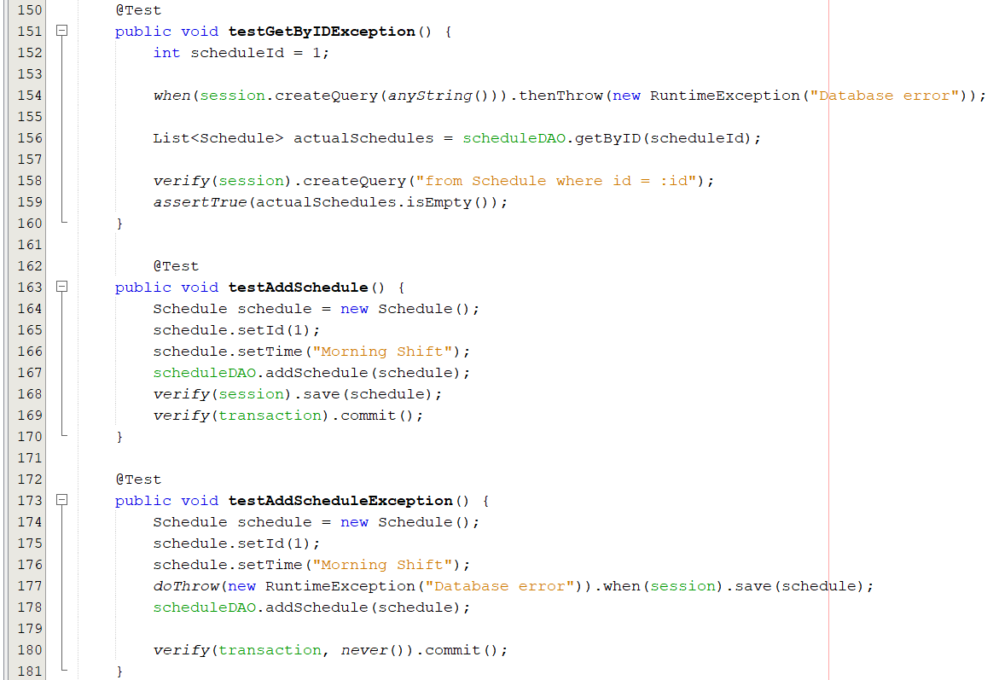 150 @Test
151 public void testGetByIDException() {
152 int scheduleId = 1;
153
154 when(session.createQuery(anyString())).thenThrow(new RuntimeException("Database error"));
155
156 List<Schedule> actualSchedules = scheduleDAO.getByID(scheduleId);
157
158 verify(session).createQuery("from Schedule where id = :id");
159 assertTrue(actualSchedules.isEmpty());
160 }
161
162 @Test
163 public void testAddSchedule() {
164 Schedule schedule = new Schedule();
165 schedule.setId(1);
166 schedule.setTime("Morning Shift");
167 scheduleDAO.addSchedule(schedule);
168 verify(session).save(schedule);
169 verify(transaction).commit();
170 }
171
172 @Test
173 public void testAddScheduleException() {
174 Schedule schedule = new Schedule();
175 schedule.setId(1);
176 schedule.setTime("Morning Shift");
177 doThrow(new RuntimeException("Database error")).when(session).save(schedule);
178 scheduleDAO.addSchedule(schedule);
179
180 verify(transaction, never()).commit();
181 }